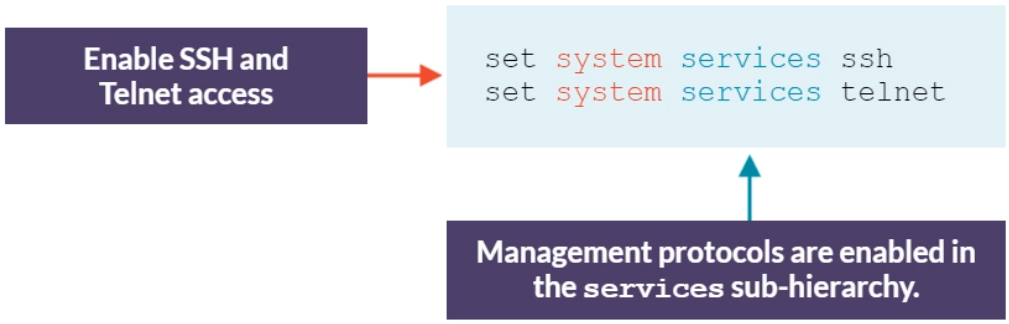 Enable SSH and
Telnet access
set system services ssh
set system services telnet
Management protocols are enabled in
the services sub-hierarchy.